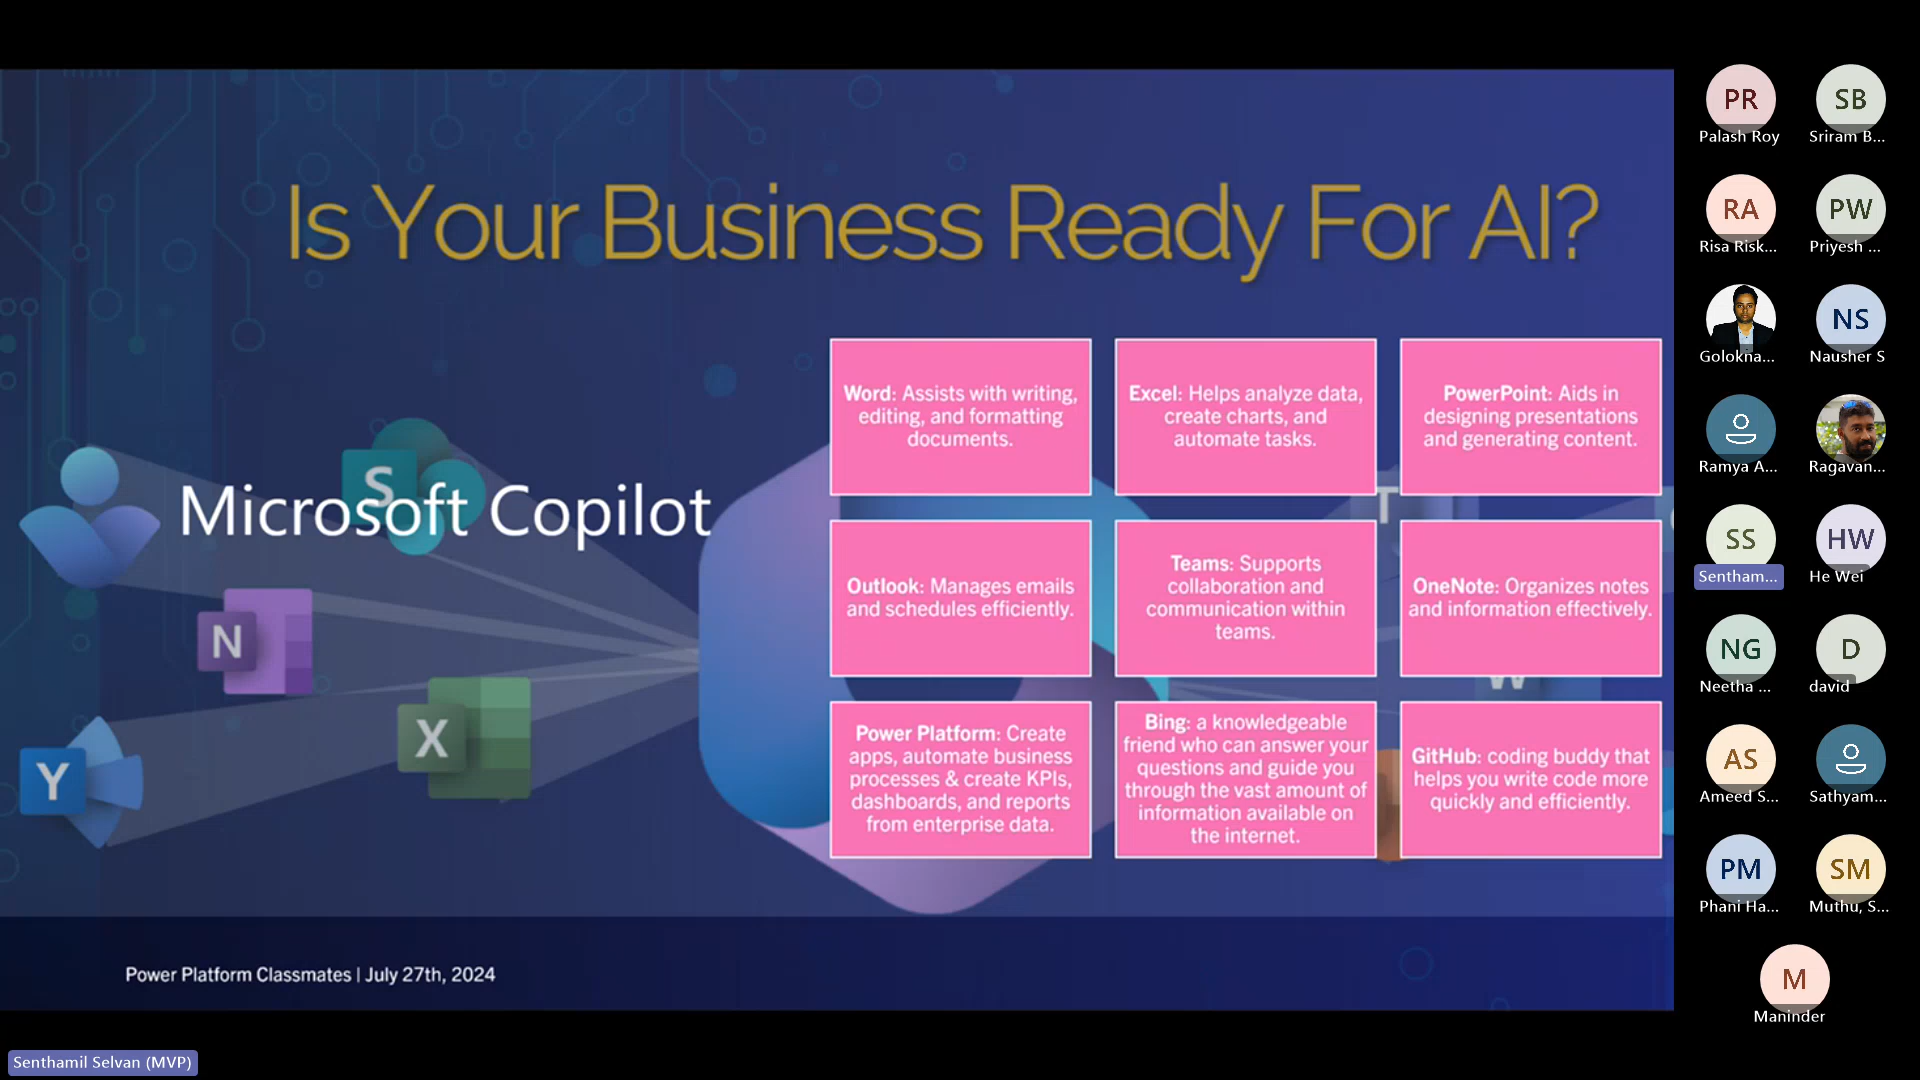 Is Your Business Ready For AI?
Microsoft Copilot
S
N
X
Y
T
W
Word: Assists with writing,
editing, and formatting
documents.
Excel: Helps analyze data,
create charts, and
automate tasks.
PowerPoint: Aids in
designing presentations
and generating content.
Outlook: Manages emails
and schedules efficiently.
Teams: Supports
collaboration and
communication within
teams.
OneNote: Organizes notes
and information effectively.
Power Platform: Create
apps, automate business
processes & create KPIs,
dashboards, and reports
from enterprise data.
Bing: a knowledgeable
friend who can answer your
questions and guide you
through the vast amount of
information available on
the internet.
GitHub: coding buddy that
helps you write code more
quickly and efficiently.
Power Platform Classmates | July 27th, 2024
Senthamil Selvan (MVP)
PR
Palash Roy
SB
Sriram B...
RA
Risa Risk...
PW
Priyesh ...
Golokna...
NS
Nausher S
Ramya A...
Ragavan...
SS
Sentham...
HW
He Wei
NG
Neetha ...
D
david
AS
Ameed S...
Sathyam...
PM
Phani Ha...
SM
Muthu, S...
M
Maninder